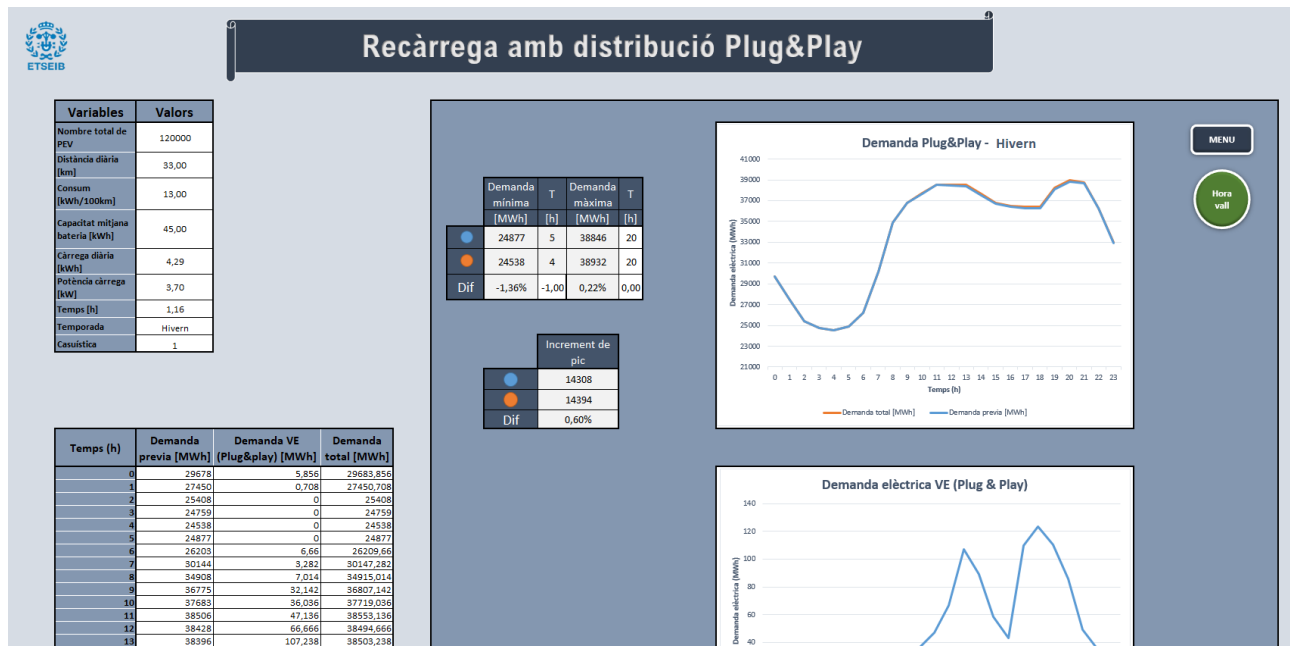 ETSEIB
Recàrrega amb distribució Plug&Play
Variables Valors
Nombre total de
PEV 120000
Distància diària
[km] 33,00
Consum
[kWh/100km] 13,00
Capacitat mitjana
bateria [kWh] 45,00
Càrrega diària
[kWh] 4,29
Potència càrrega
[kW] 3,70
Temps [h] 1,16
Temporada Hivern
Casuística 1
Demanda
mínima T Demanda
màxima T
[MWh] [h] [MWh] [h]
24877 5 38846 20
24538 4 38932 20
Dif -1,36% -1,00 0,22% 0,00
Increment de
pic
14308
14394
Dif 0,60%
Demanda Plug&Play - Hivern
41000
39000
37000
35000
33000
31000
29000
27000
25000
23000
21000
Demanda elèctrica (MWh)
0 1 2 3 4 5 6 7 8 9 10 11 12 13 14 15 16 17 18 19 20 21 22 23
Temps (h)
Demanda total [MWh] Demanda previa [MWh]
MENU
Hora
vall
Temps (h) Demanda
previa [MWh] Demanda VE
(Plug&play) [MWh] Demanda
total [MWh]
0 29678 5,856 29683,856
1 27450 0,708 27450,708
2 25408 0 25408
3 24759 0 24759
4 24538 0 24538
5 24877 0 24877
6 26203 6,66 26209,66
7 30144 3,282 30147,282
8 34908 7,014 34915,014
9 36775 32,142 36807,142
10 37683 36,036 37719,036
11 38506 47,136 38553,136
12 38428 66,666 38494,666
13 38396 107,238 38503,238
Demanda elèctrica VE (Plug & Play)
140
120
100
80
60
40
Demanda elèctrica (MWh)